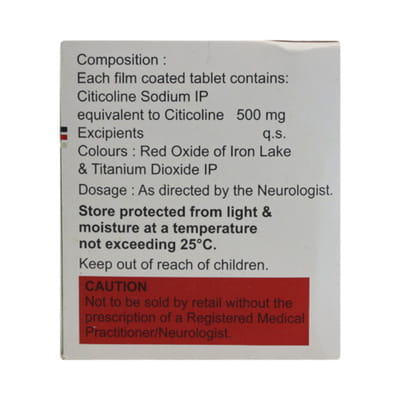 Composition :
Each film coated tablet contains:
Citicoline Sodium IP
equivalent to Citicoline 500 mg
Excipients q.s.
Colours : Red Oxide of Iron Lake
& Titanium Dioxide IP
Dosage : As directed by the Neurologist.
Store protected from light &
moisture at a temperature
not exceeding 25°C.
Keep out of reach of children.
CAUTION
Not to be sold by retail without the
prescription of a Registered Medical
Practitioner/Neurologist.